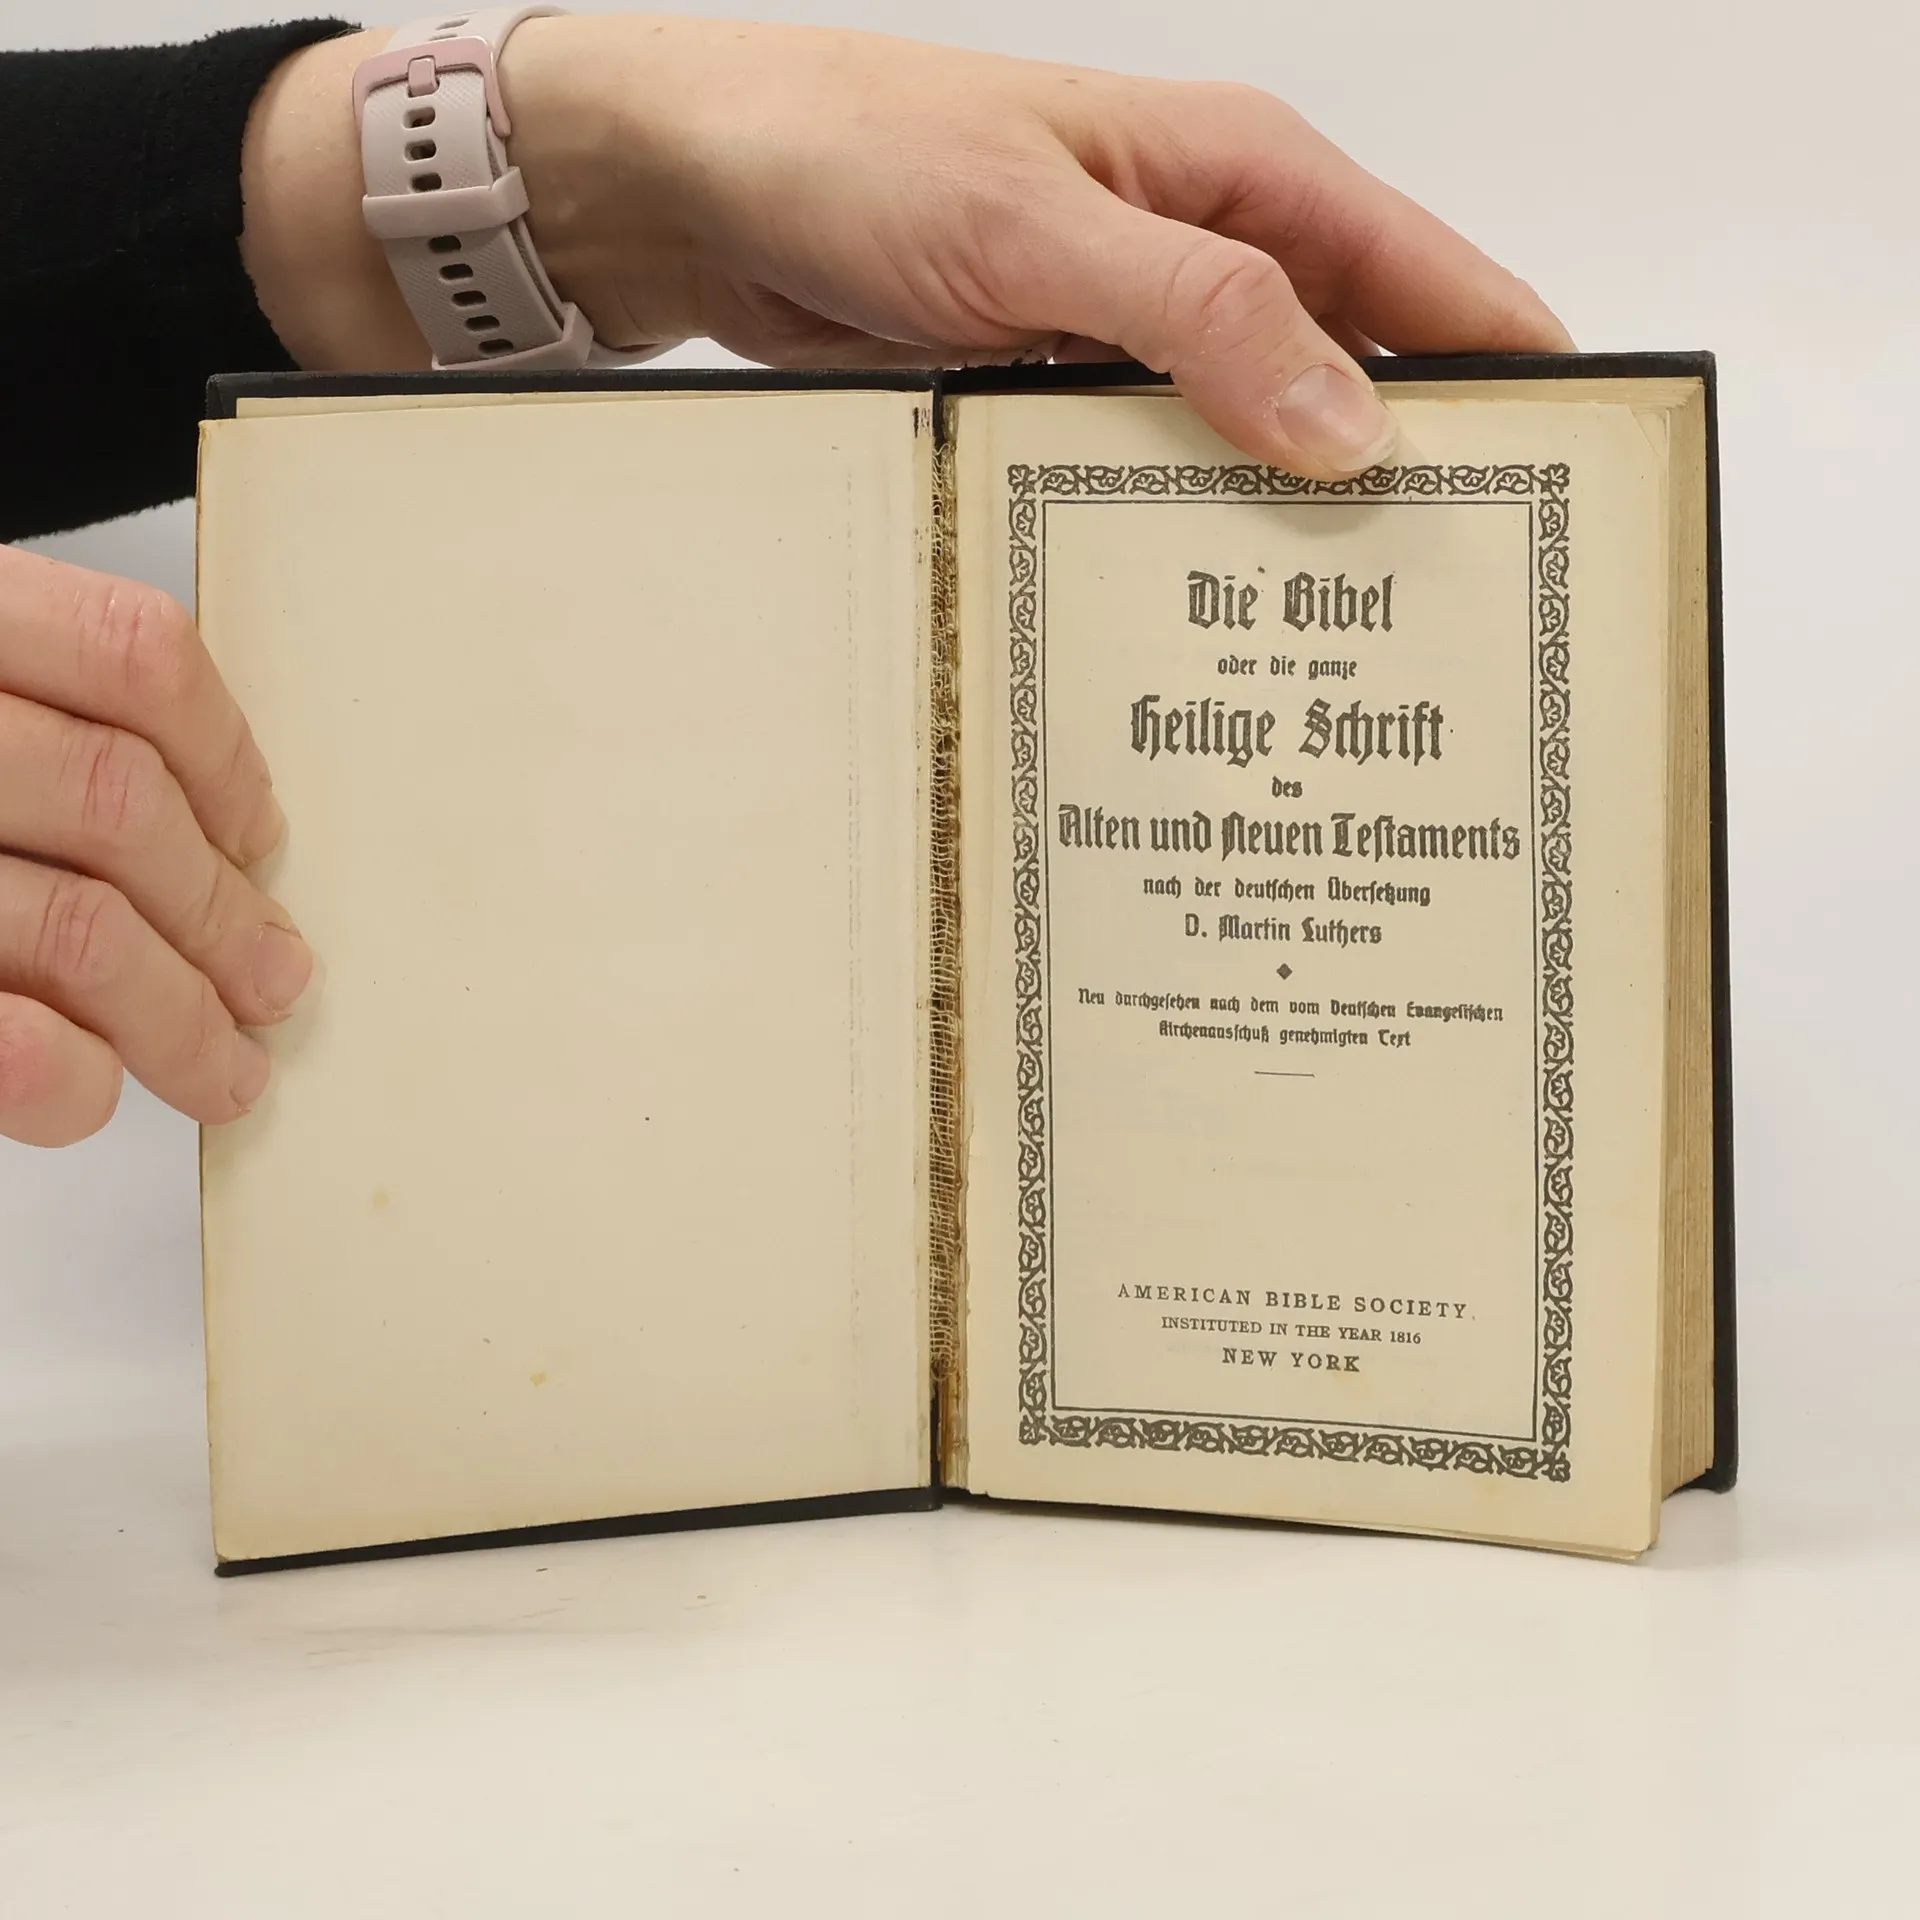 Die Bibel
oder die ganze
Heilige Schrift
des
Alten und Neuen Testaments
nach der deutschen Übersetzung
D. Martin Luthers
Neu durchgesehen nach dem vom Deutschen Evangelischen
Kirchenausschuß genehmigten Text
AMERICAN BIBLE SOCIETY
INSTITUTED IN THE YEAR 1816
NEW YORK